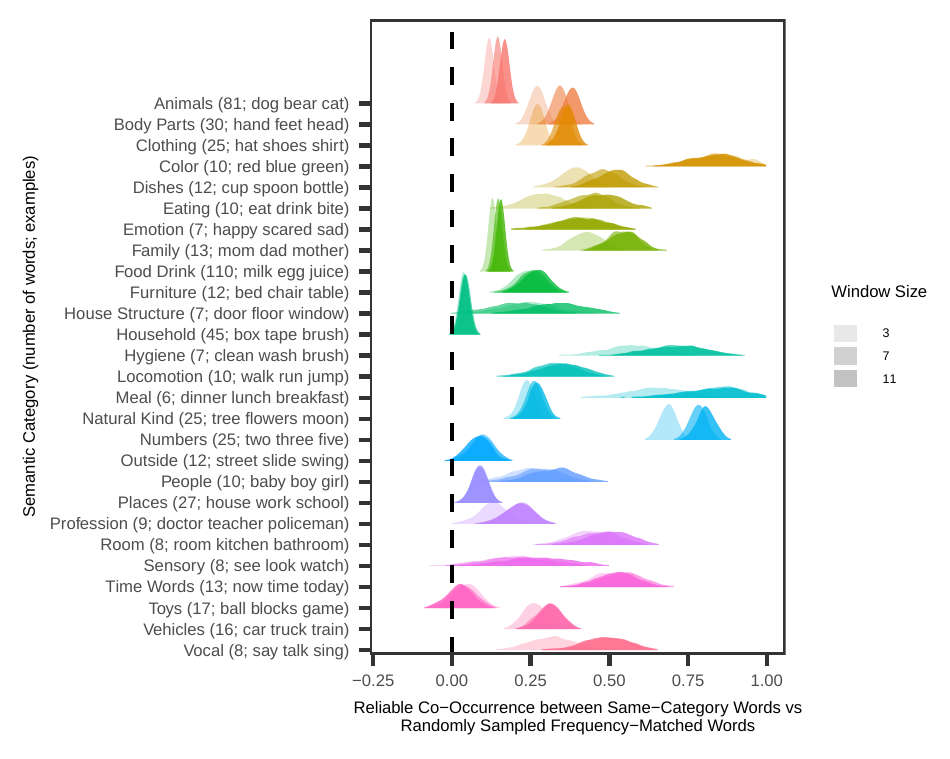 Semantic Category (number of words; examples)
Animals (81; dog bear cat)
Body Parts (30; hand feet head)
Clothing (25; hat shoes shirt)
Color (10; red blue green)
Dishes (12; cup spoon bottle)
Eating (10; eat drink bite)
Emotion (7; happy scared sad)
Family (13; mom dad mother)
Food Drink (110; milk egg juice)
Furniture (12; bed chair table)
House Structure (7; door floor window)
Household (45; box tape brush)
Hygiene (7; clean wash brush)
Locomotion (10; walk run jump)
Meal (6; dinner lunch breakfast)
Natural Kind (25; tree flowers moon)
Numbers (25; two three five)
Outside (12; street slide swing)
People (10; baby boy girl)
Places (27; house work school)
Profession (9; doctor teacher policeman)
Room (8; room kitchen bathroom)
Sensory (8; see look watch)
Time Words (13; now time today)
Toys (17; ball blocks game)
Vehicles (16; car truck train)
Vocal (8; say talk sing)
−0.25 0.00 0.25 0.50 0.75 1.00
Reliable Co−Occurrence between Same−Category Words vs
Randomly Sampled Frequency−Matched Words
Window Size
3
7
11